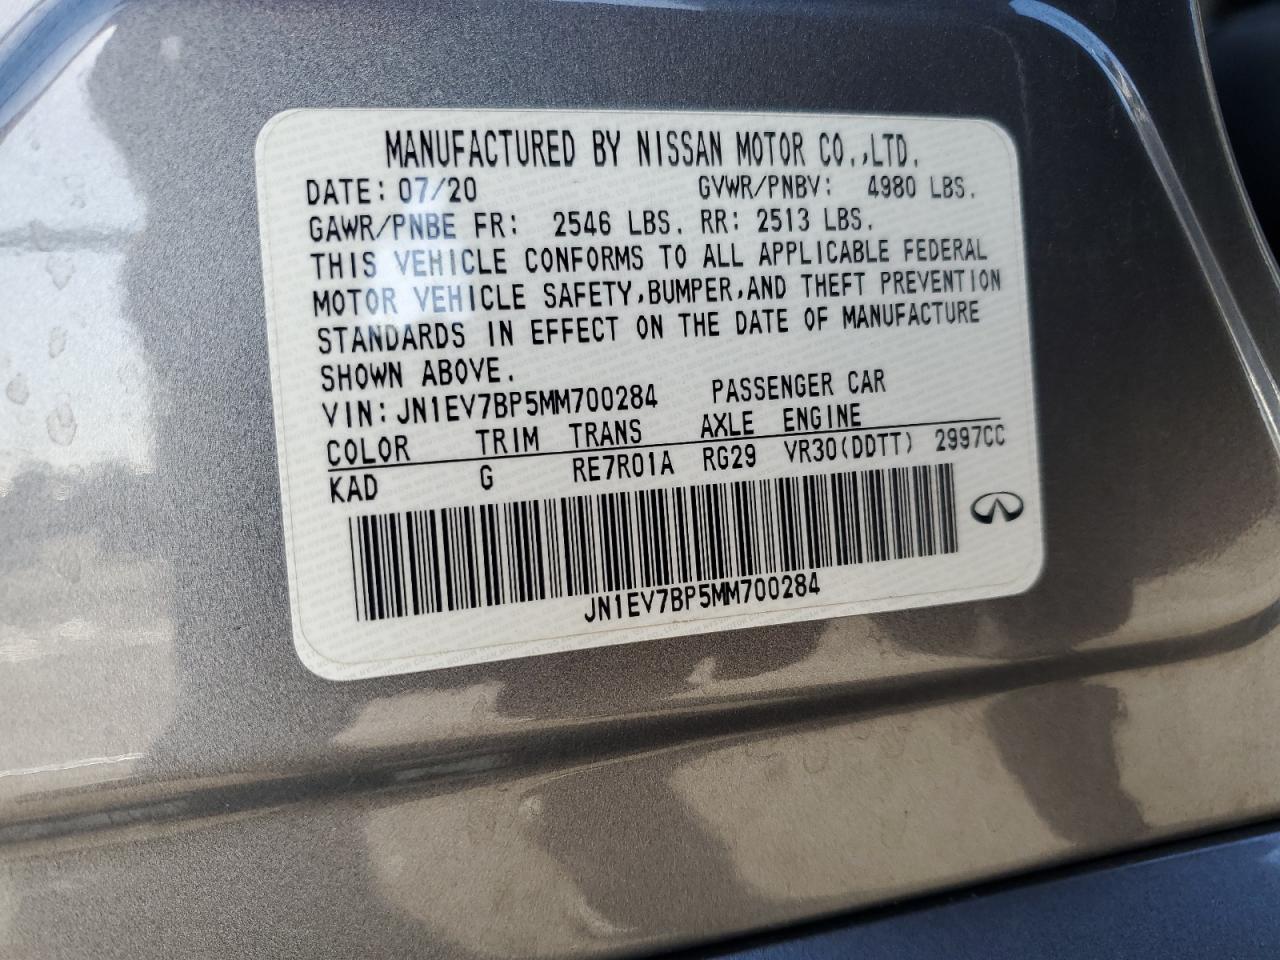 MANUFACTURED BY NISSAN MOTOR CO.,LTD.
DATE: 07/20 GVWR/PNBV: 4980 LBS.
GAWR/PNBE FR: 2546 LBS. RR: 2513 LBS.
THIS VEHICLE CONFORMS TO ALL APPLICABLE FEDERAL
MOTOR VEHICLE SAFETY,BUMPER,AND THEFT PREVENTION
STANDARDS IN EFFECT ON THE DATE OF MANUFACTURE
SHOWN ABOVE.
VIN: JN1EV7BP5MM700284 PASSENGER CAR
COLOR TRIM TRANS AXLE ENGINE
KAD G RE7R01A RG29 VR30(DDTT) 2997CC
JN1EV7BP5MM700284